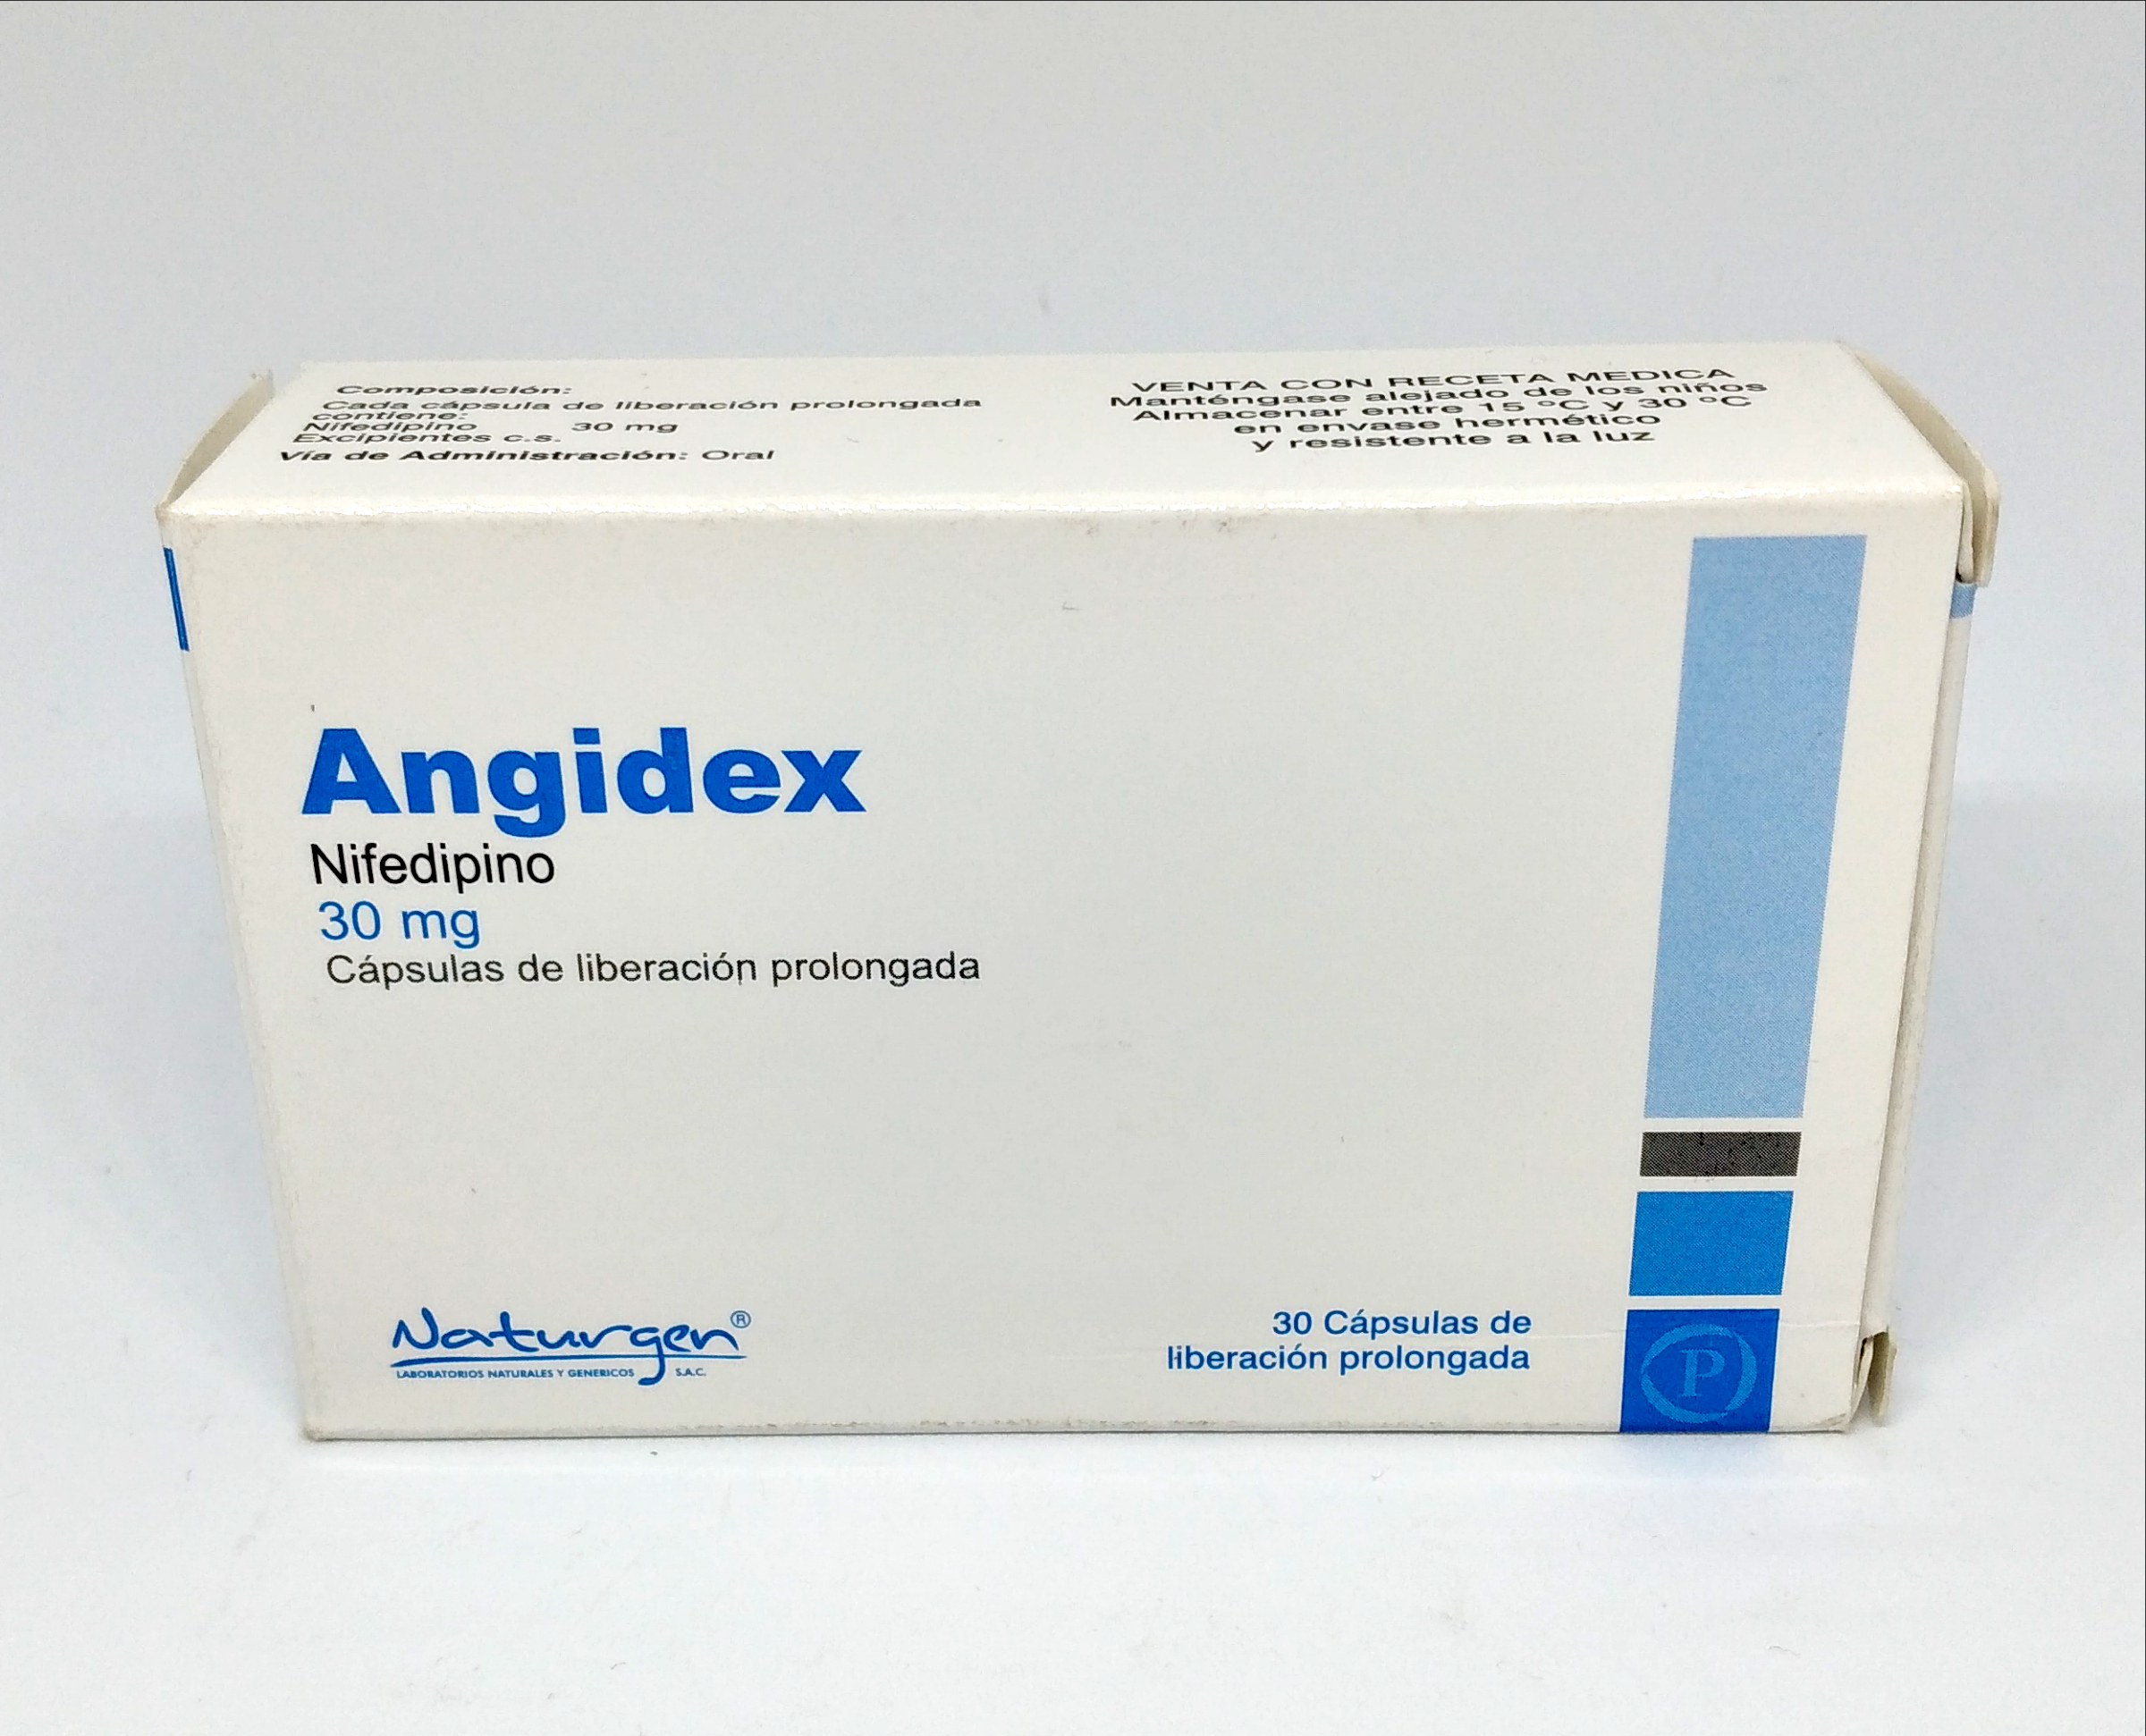 Composición:
Cada cápsula de liberación prolongada
contiene:
Nifedipino 30 mg
Excipientes c.s.
Vía de Administración: Oral
VENTA CON RECETA MEDICA
Manténgase alejado de los niños
Almacenar entre 15 ºC y 30 ºC
en envase hermético
y resistente a la luz
Angidex
Nifedipino
30 mg
Cápsulas de liberación prolongada
Naturgen®
LABORATORIOS NATURALES Y GENERICOS S.A.C.
30 Cápsulas de
liberación prolongada
P